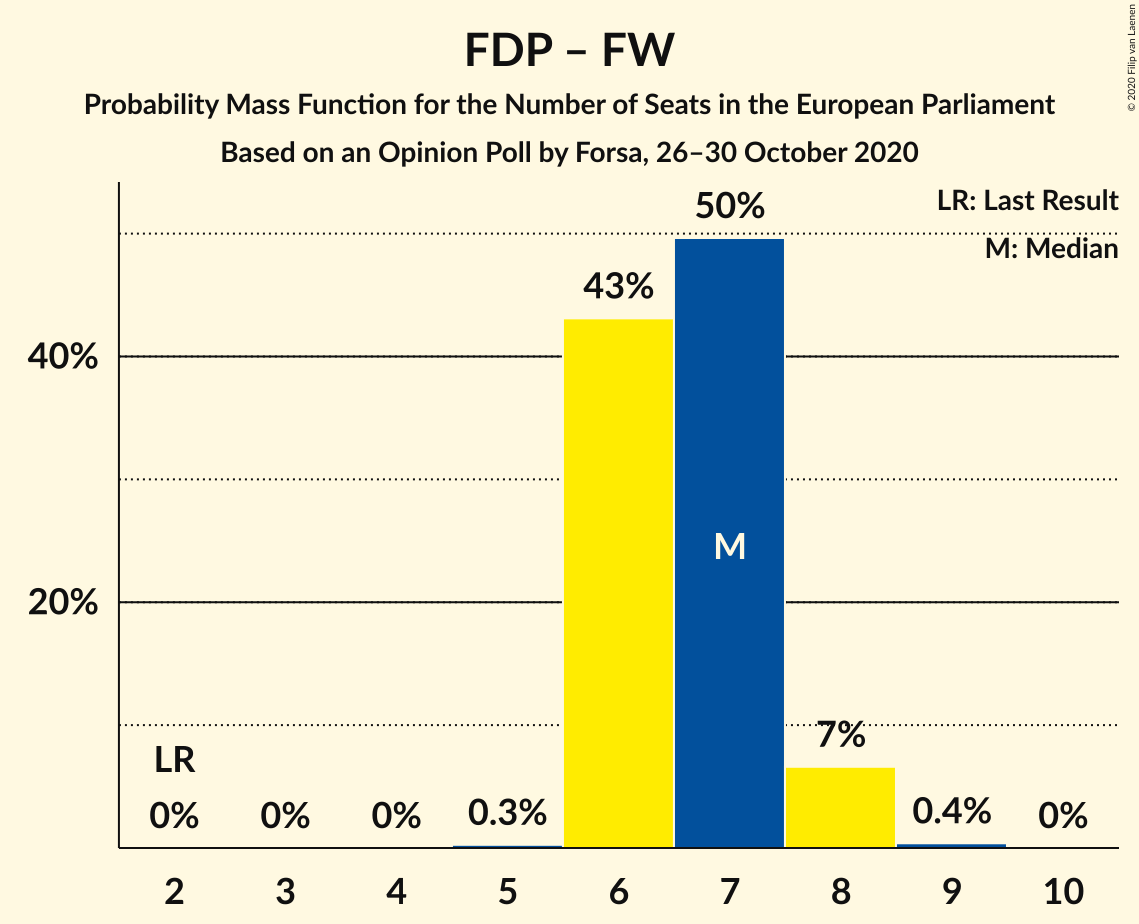 FDP – FW
Probability Mass Function for the Number of Seats in the European Parliament
Based on an Opinion Poll by Forsa, 26–30 October 2020
© 2020 Filip van Laenen
LR: Last Result
M: Median
50%
43%
40%
M
20%
7%
LR
0%
0%
0%
0.3%
0.4%
0%
2
3
4
5
6
7
8
9
10